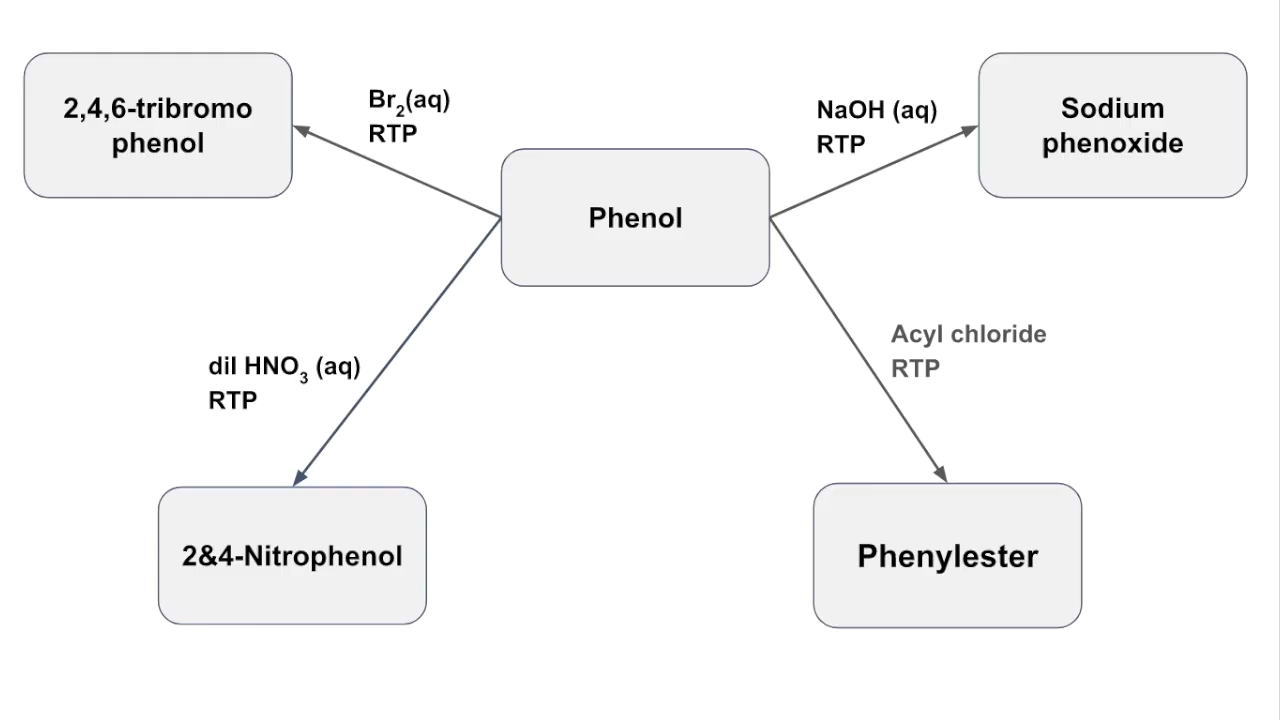 2,4,6-tribromo
phenol
Br₂(aq)
RTP
NaOH (aq)
RTP
Sodium
phenoxide
Phenol
dil HNO₃ (aq)
RTP
Acyl chloride
RTP
2&4-Nitrophenol
Phenylester